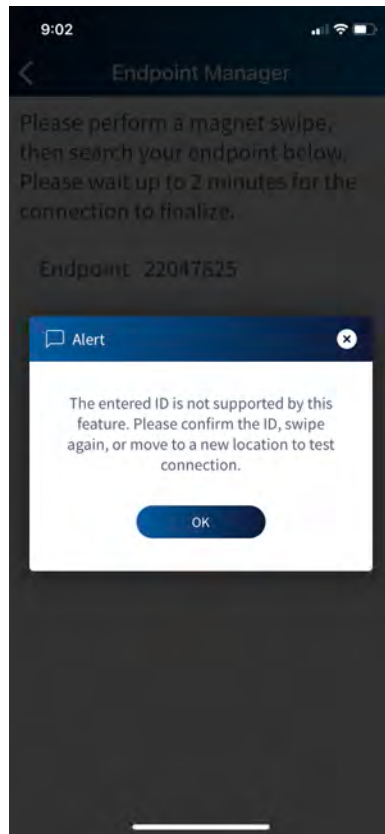 9:02
Endpoint Manager
Please perform a magnet swipe,
then search your endpoint below.
Please wait up to 2 minutes for the
connection to finalize.
Endpoint 22047625
Alert
The entered ID is not supported by this
feature. Please confirm the ID, swipe
again, or move to a new location to test
connection.
OK